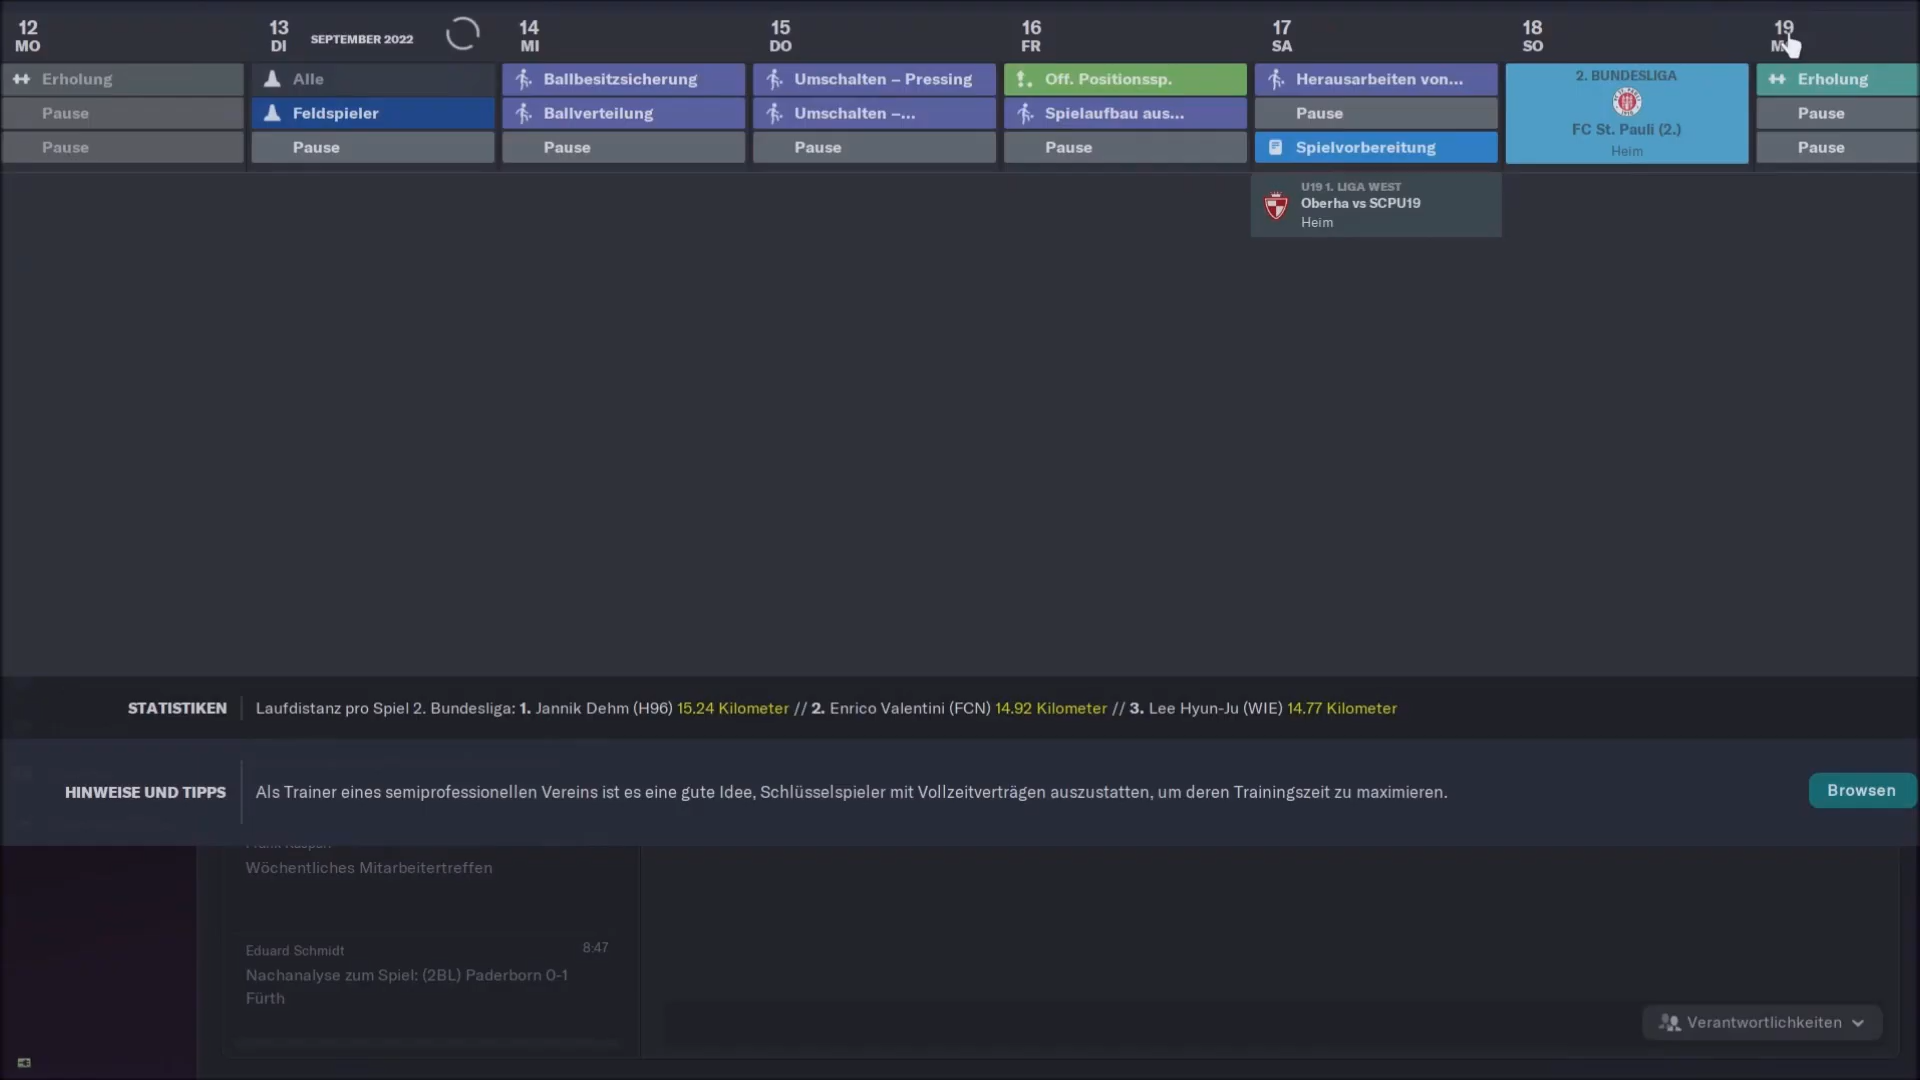 12
MO
13
DI
SEPTEMBER 2022
14
MI
15
DO
16
FR
17
SA
18
SO
19
Erholung
Alle
Ballbesitzsicherung
Umschalten – Pressing
Off. Positionssp.
Herausarbeiten von...
2. BUNDESLIGA
FC St. Pauli (2.)
Heim
Erholung
Pause
Feldspieler
Ballverteilung
Umschalten –...
Spielaufbau aus...
Pause
Pause
Pause
Pause
Pause
Pause
Pause
Spielvorbereitung
Pause
U19 1. LIGA WEST
Oberha vs SCPU19
Heim
STATISTIKEN
Laufdistanz pro Spiel 2. Bundesliga: 1. Jannik Dehm (H96) 15.24 Kilometer // 2. Enrico Valentini (FCN) 14.92 Kilometer // 3. Lee Hyun-Ju (WIE) 14.77 Kilometer
HINWEISE UND TIPPS
Als Trainer eines semiprofessionellen Vereins ist es eine gute Idee, Schlüsselspieler mit Vollzeitverträgen auszustatten, um deren Trainingszeit zu maximieren.
Browsen
Wöchentliches Mitarbeitertreffen
Eduard Schmidt
8:47
Nachanalyse zum Spiel: (2BL) Paderborn 0-1
Fürth
Verantwortlichkeiten